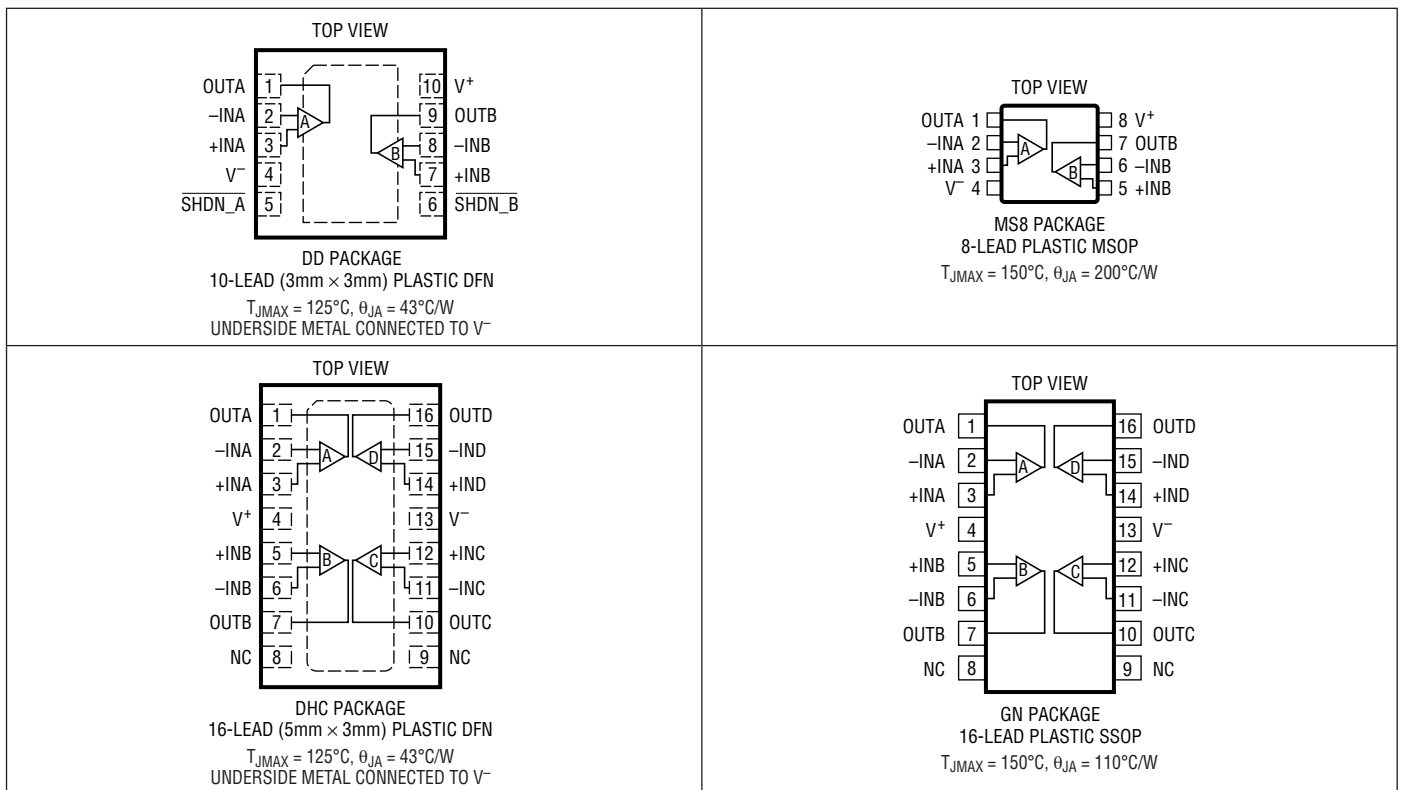 TOP VIEW
OUTA 1 10 V+
–INA 2 A 9 OUTB
+INA 3 B 8 –INB
V– 4 7 +INB
SHDN_A 5 6 SHDN_B
DD PACKAGE
10-LEAD (3mm × 3mm) PLASTIC DFN
TJMAX = 125°C, θJA = 43°C/W
UNDERSIDE METAL CONNECTED TO V–
TOP VIEW
OUTA 1 8 V+
–INA 2 A 7 OUTB
+INA 3 B 6 –INB
V– 4 5 +INB
MS8 PACKAGE
8-LEAD PLASTIC MSOP
TJMAX = 150°C, θJA = 200°C/W
TOP VIEW
OUTA 1 16 OUTD
–INA 2 A D 15 –IND
+INA 3 14 +IND
V+ 4 13 V–
+INB 5 B C 12 +INC
–INB 6 11 –INC
OUTB 7 10 OUTC
NC 8 9 NC
DHC PACKAGE
16-LEAD (5mm × 3mm) PLASTIC DFN
TJMAX = 125°C, θJA = 43°C/W
UNDERSIDE METAL CONNECTED TO V–
TOP VIEW
OUTA 1 16 OUTD
–INA 2 A D 15 –IND
+INA 3 14 +IND
V+ 4 13 V–
+INB 5 B C 12 +INC
–INB 6 11 –INC
OUTB 7 10 OUTC
NC 8 9 NC
GN PACKAGE
16-LEAD PLASTIC SSOP
TJMAX = 150°C, θJA = 110°C/W